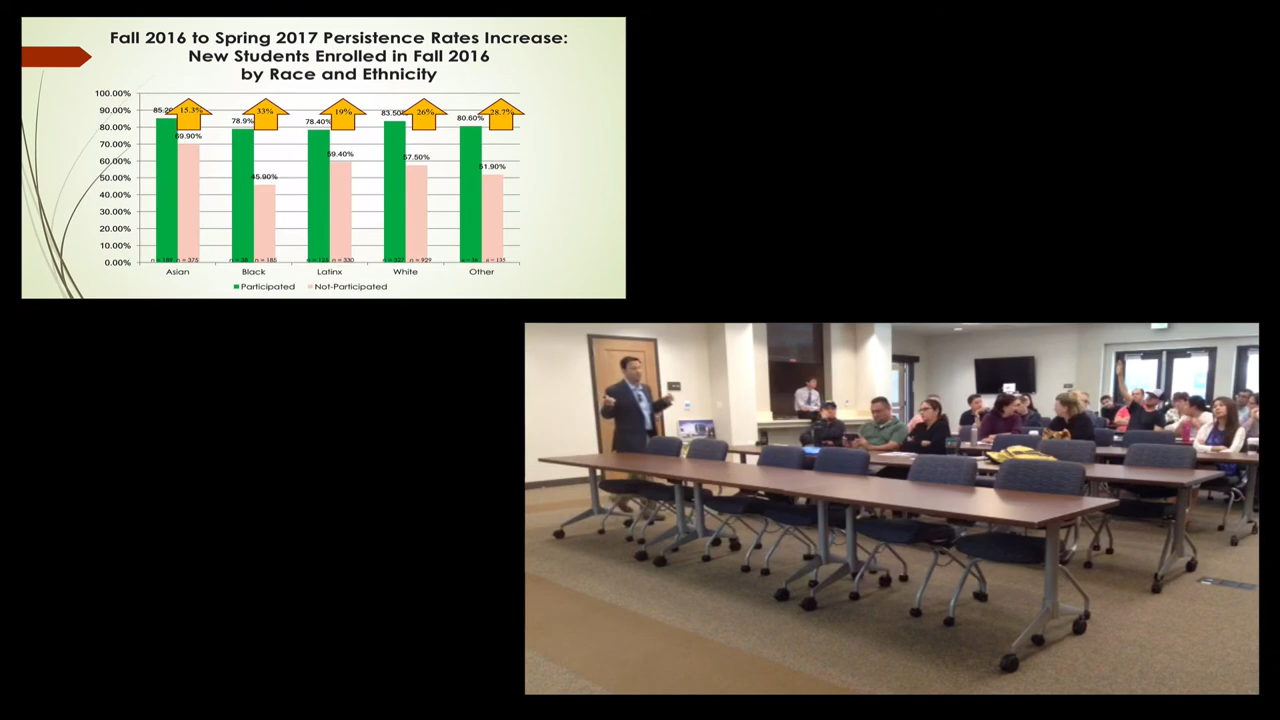 Fall 2016 to Spring 2017 Persistence Rates Increase:
New Students Enrolled in Fall 2016
by Race and Ethnicity
100.00%
90.00%
80.00%
70.00%
60.00%
50.00%
40.00%
30.00%
20.00%
10.00%
0.00%
15.3% 33% 19% 26% 28.7%
78.9% 78.40% 83.50% 80.60%
69.90% 45.90% 59.40% 57.50% 51.90%
n = 375 n = 185 n = 330 n = 929 n = 135
Asian Black Latinx White Other
Participated Not-Participated